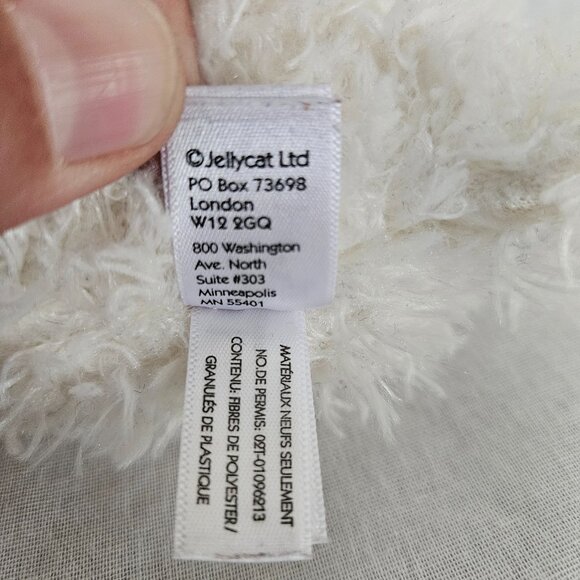 ©Jellycat Ltd
PO Box 73698
London
W12 2GQ
800 Washington
Ave. North
Suite #303
Minneapolis
MN 55401
MATÉRIAUX NEUFS SEULEMENT
NO.DE PERMIS: 02T-01096213
CONTENU: FIBRES DE POLYESTER/
GRANULÉS DE PLASTIQUE